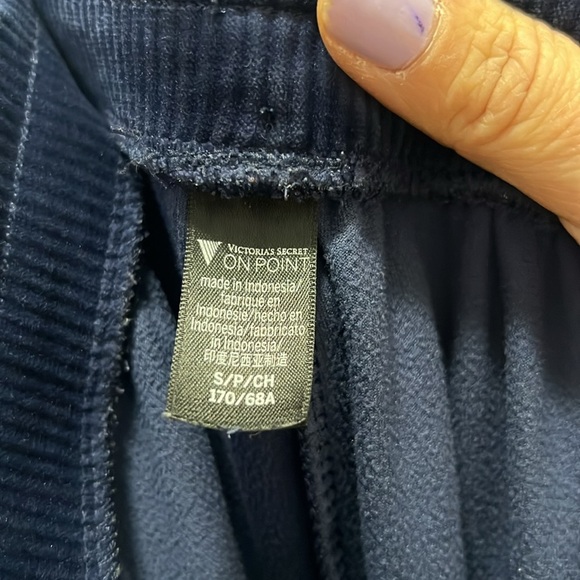 VICTORIA'S SECRET
ON POINT
made in Indonesia/
fabriqué en
Indonesie/hecho en
Indonesia/fabbricato
in Indonesia/
印度尼西亚制造
S/P/CH
170/68A